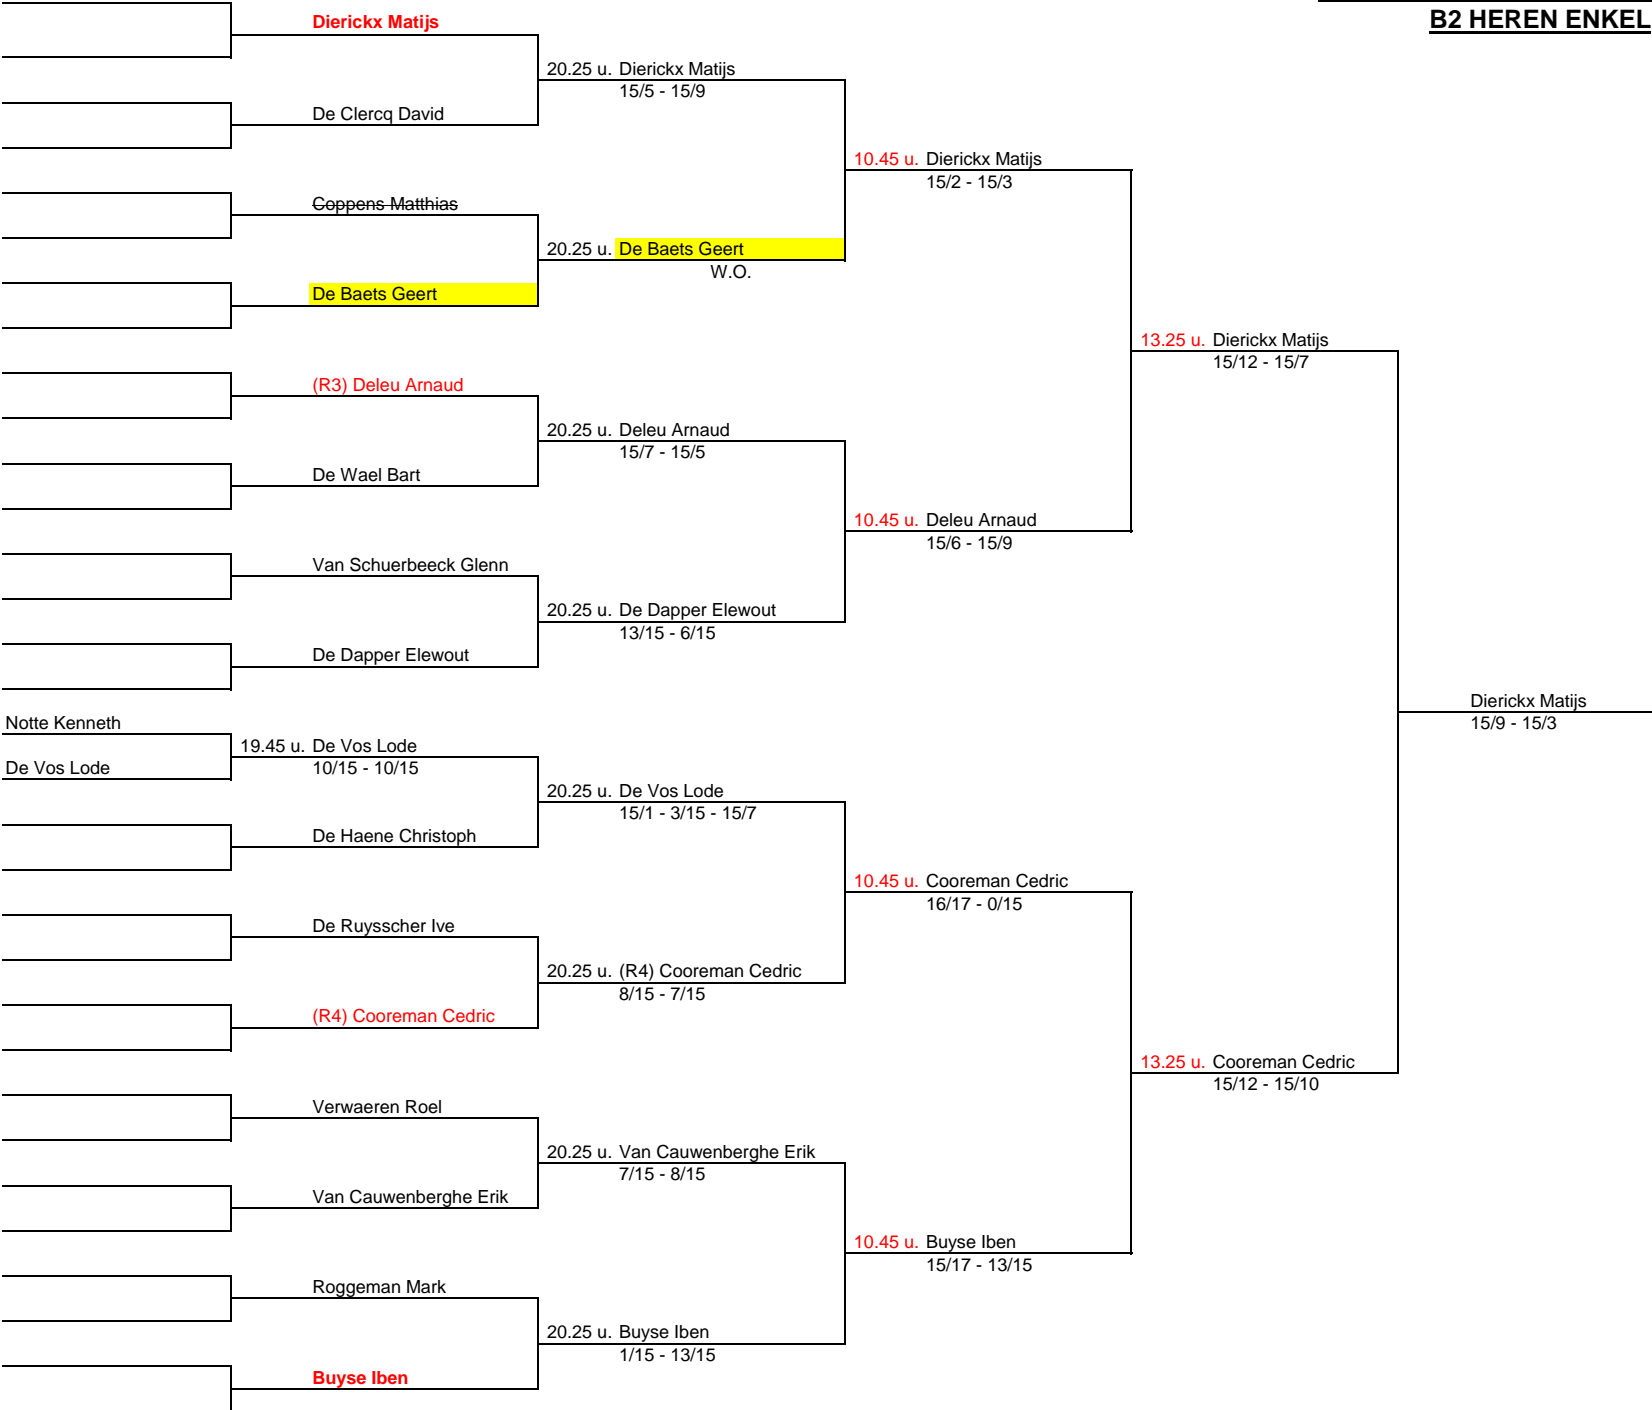 B2 HEREN ENKEL
Dierickx Matijs
20.25 u. Dierickx Matijs
15/5 - 15/9
De Clercq David
10.45 u. Dierickx Matijs
15/2 - 15/3
Coppens Matthias
20.25 u. De Baets Geert
W.O.
De Baets Geert
13.25 u. Dierickx Matijs
15/12 - 15/7
(R3) Deleu Arnaud
20.25 u. Deleu Arnaud
15/7 - 15/5
De Wael Bart
10.45 u. Deleu Arnaud
15/6 - 15/9
Van Schuerbeeck Glenn
20.25 u. De Dapper Elewout
13/15 - 6/15
De Dapper Elewout
Dierickx Matijs
15/9 - 15/3
Notte Kenneth
19.45 u. De Vos Lode
10/15 - 10/15
De Vos Lode
20.25 u. De Vos Lode
15/1 - 3/15 - 15/7
De Haene Christoph
10.45 u. Cooreman Cedric
16/17 - 0/15
De Ruysscher Ive
20.25 u. (R4) Cooreman Cedric
8/15 - 7/15
(R4) Cooreman Cedric
13.25 u. Cooreman Cedric
15/12 - 15/10
Verwaeren Roel
20.25 u. Van Cauwenberghe Erik
7/15 - 8/15
Van Cauwenberghe Erik
10.45 u. Buyse Iben
15/17 - 13/15
Roggeman Mark
20.25 u. Buyse Iben
1/15 - 13/15
Buyse Iben